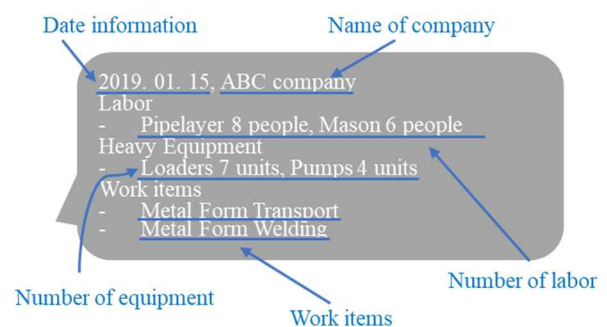 Date information
Name of company
2019. 01. 15, ABC company
Labor
- Pipelayer 8 people, Mason 6 people
Heavy Equipment
- Loaders 7 units, Pumps 4 units
Work items
- Metal Form Transport
- Metal Form Welding
Number of labor
Number of equipment
Work items